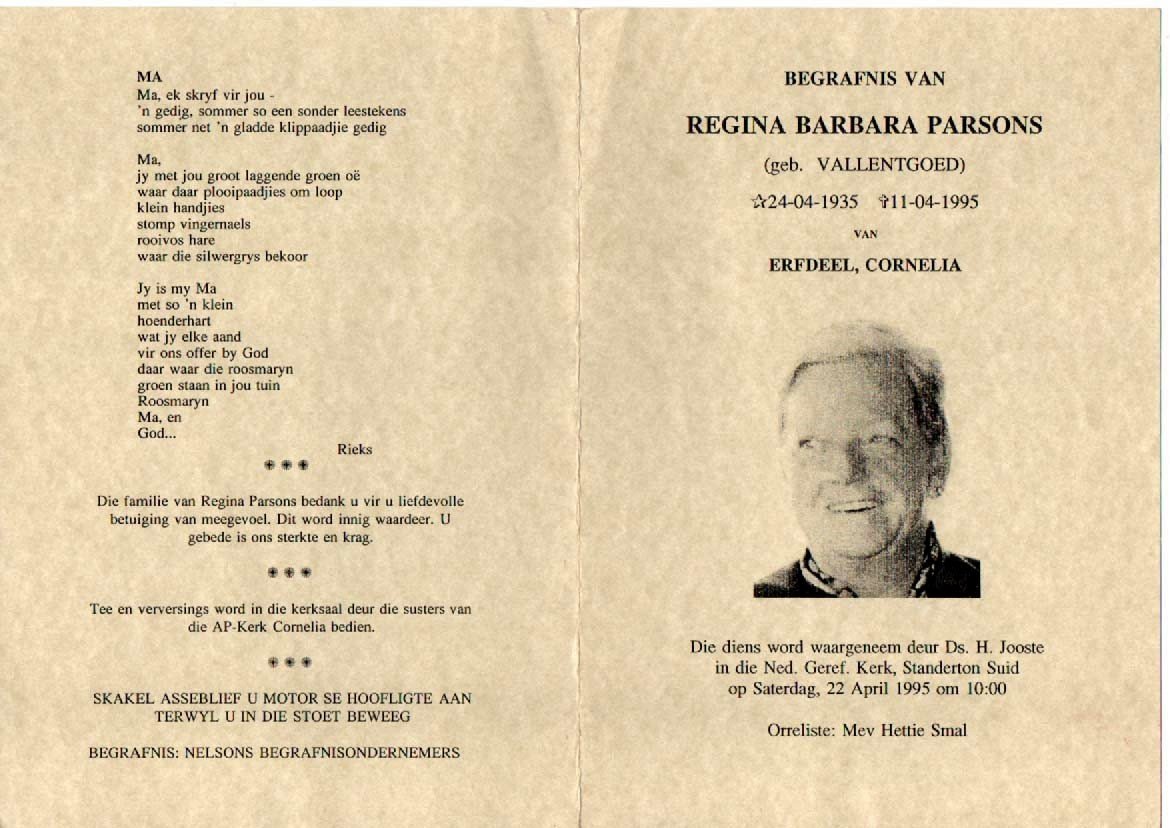 MA
Ma, ek skryf vir jou -
'n gedig, sommer so een sonder leestekens
sommer net 'n gladde klippaadjie gedig
Ma,
jy met jou groot laggende groen oë
waar daar plooipaadjies om loop
klein handjies
stomp vingernaels
rooivos hare
waar die silwergrys bekoor
Jy is my Ma
met so 'n klein
hoenderhart
wat jy elke aand
vir ons offer by God
daar waar die roosmaryn
groen staan in jou tuin
Roosmaryn
Ma, en
God...
Rieks
Die familie van Regina Parsons bedank u vir u liefdevolle
betuiging van meegevoel. Dit word innig waardeer. U
gebede is ons sterkte en krag.
Tee en verversings word in die kerksaal deur die susters van
die AP-Kerk Cornelia bedien.
SKAKEL ASSEBLIEF U MOTOR SE HOOFLIGTE AAN
TERWYL U IN DIE STOET BEWEEG
BEGRAFNIS: NELSONS BEGRAFNISONDERNEMERS
BEGRAFNIS VAN
REGINA BARBARA PARSONS
(geb. VALLENTGOED)
☆24-04-1935 ✞11-04-1995
VAN
ERFDEEL, CORNELIA
Die diens word waargeneem deur Ds. H. Jooste
in die Ned. Geref. Kerk, Standerton Suid
op Saterdag, 22 April 1995 om 10:00
Orreliste: Mev Hettie Smal